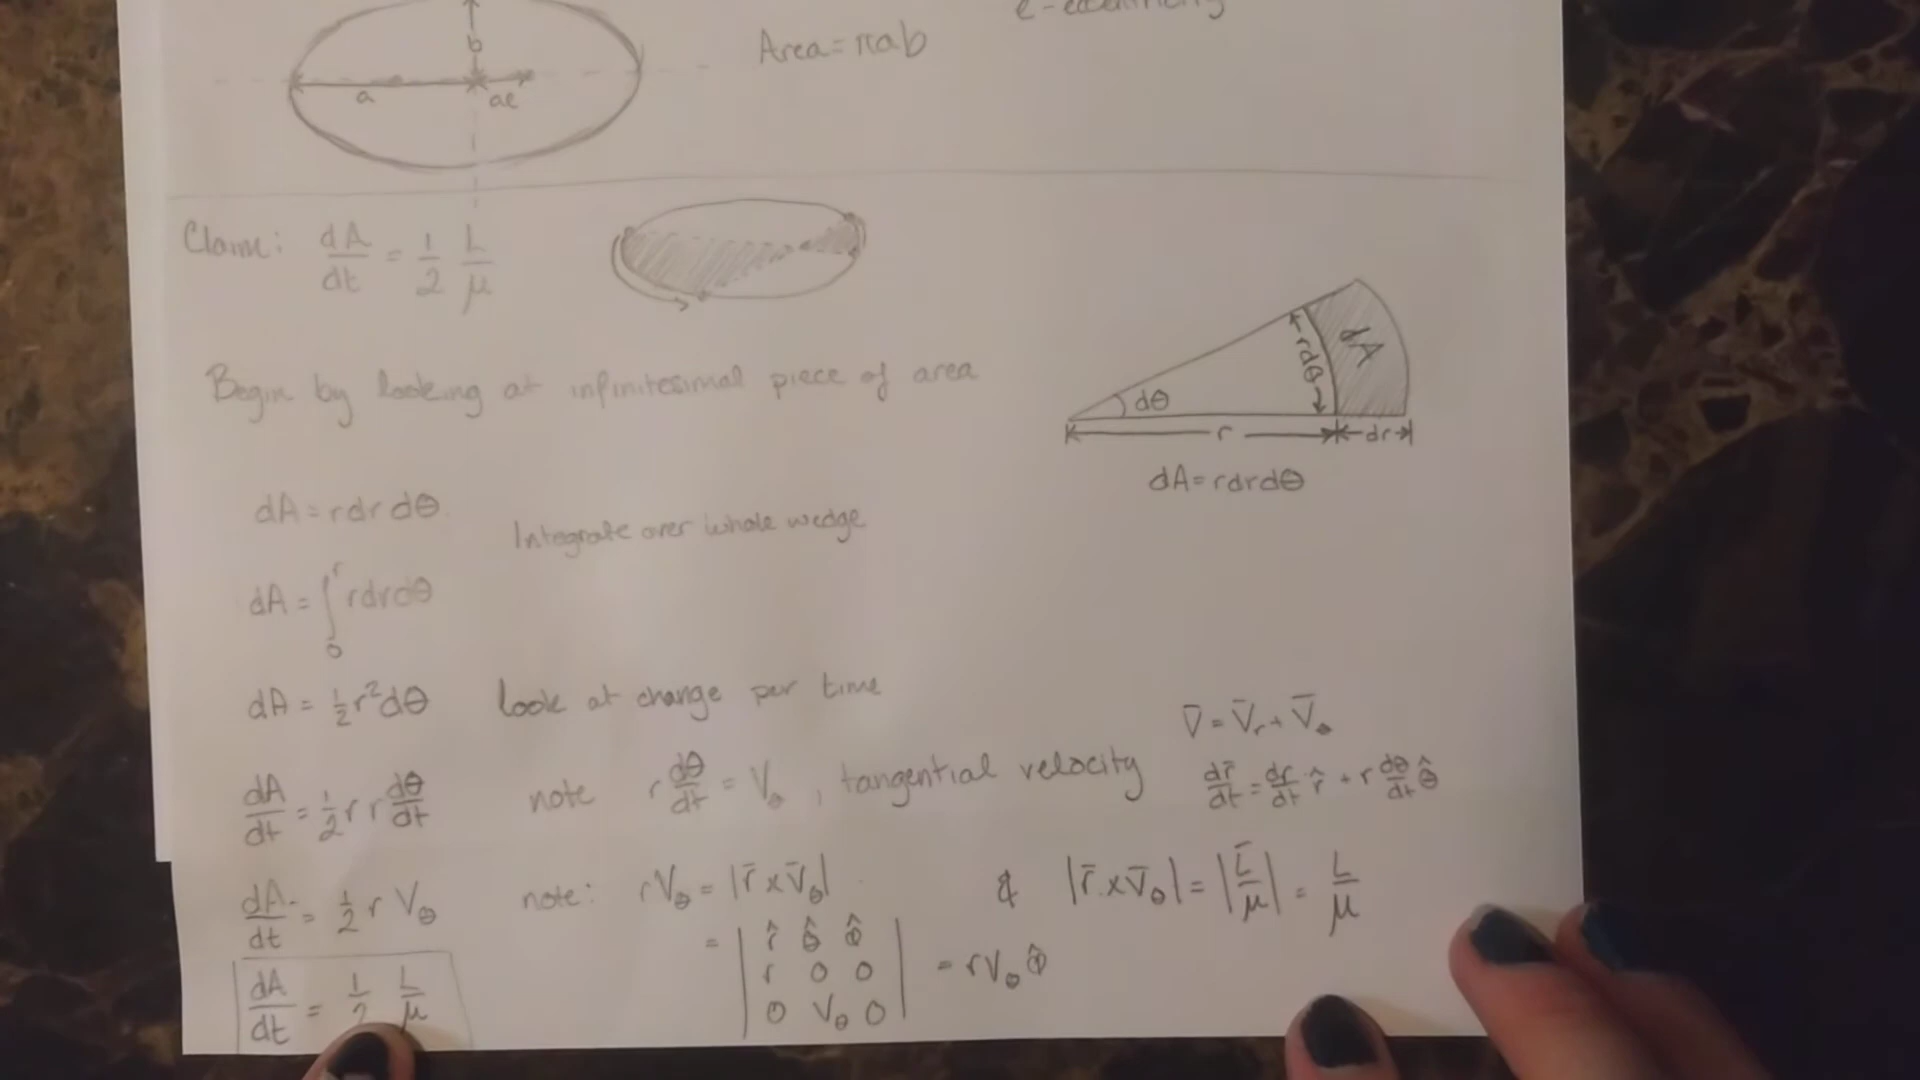 b
a
ae
Area = πab
Claim: dA/dt = 1/2 L/μ
Begin by looking at infinitesimal piece of area
dθ
rdθ
dA
r
dr
dA = rdrdθ
dA = rdrdθ
Integrate over whole wedge
dA = ∫₀ʳ rdrdθ
dA = ½r²dθ look at change per time
V̄ = V̄r + V̄θ
dA/dt = ½ r r dθ/dt note r dθ/dt = Vθ, tangential velocity
dr̄/dt = dr/dt r̂ + r dθ/dt θ̂
dA/dt = ½ r Vθ note: rVθ = |r̄ x V̄θ| & |r̄ x V̄θ| = |L̄/μ| = L/μ
= | r̂ θ̂ φ̂ |
| r 0 0 | = rVθ φ̂
| 0 Vθ 0 |
dA/dt = 1/2 L/μ